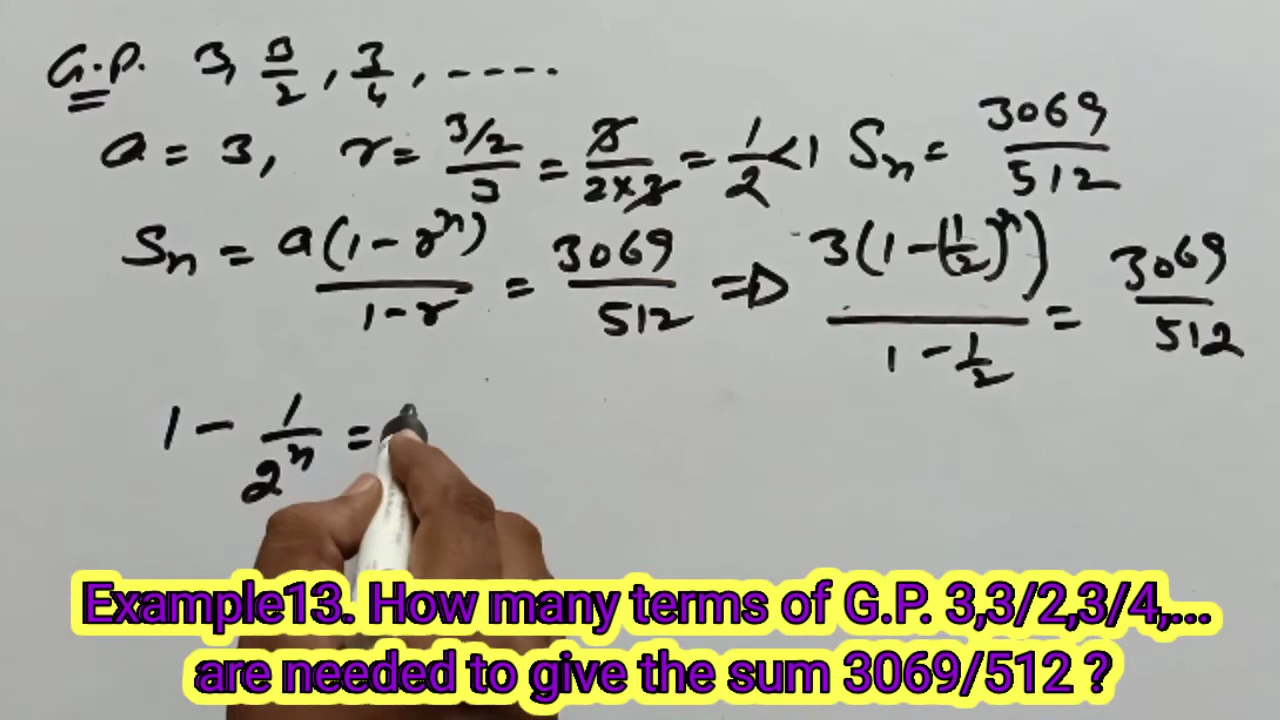 G.P. 3, 3/2, 3/4, -----
a = 3, r = 3/2/3 = 3/2×3 = 1/2 < 1 Sn = 3069/512
Sn = a(1-r^n)/1-r = 3069/512 ⇒ 3(1-(1/2)^n)/1-1/2 = 3069/512
1 - 1/2^n =
Example13. How many terms of G.P. 3,3/2,3/4,...
are needed to give the sum 3069/512 ?